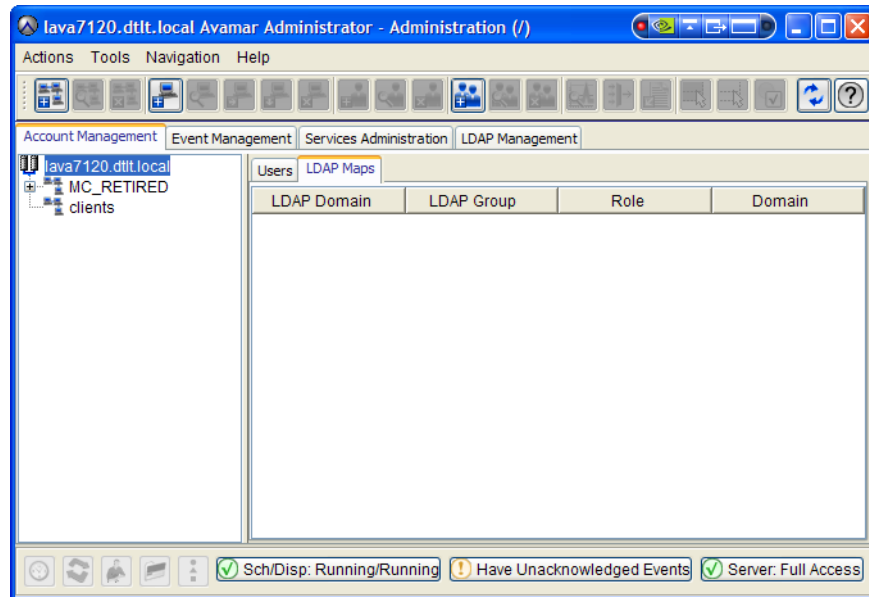 lava7120.dtlt.local Avamar Administrator - Administration (/)
Actions Tools Navigation Help
Account Management Event Management Services Administration LDAP Management
lava7120.dtlt.local
MC_RETIRED
clients
Users LDAP Maps
LDAP Domain LDAP Group Role Domain
Sch/Disp: Running/Running Have Unacknowledged Events Server: Full Access